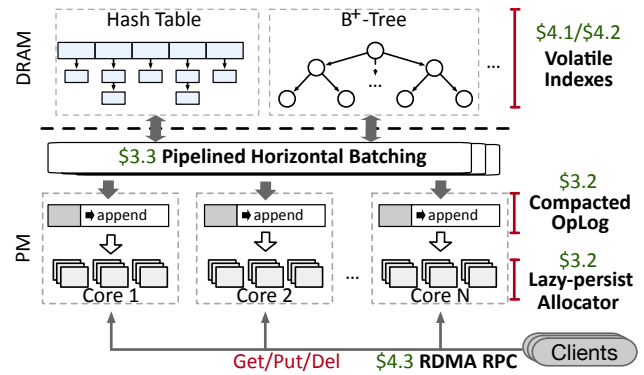 Hash Table
B+-Tree
DRAM
...
...
$4.1/$4.2
Volatile
Indexes
$3.3 Pipelined Horizontal Batching
PM
append
append
append
$3.2
Compacted
OpLog
...
$3.2
Lazy-persist
Allocator
Core 1
Core 2
Core N
Get/Put/Del
$4.3 RDMA RPC
Clients